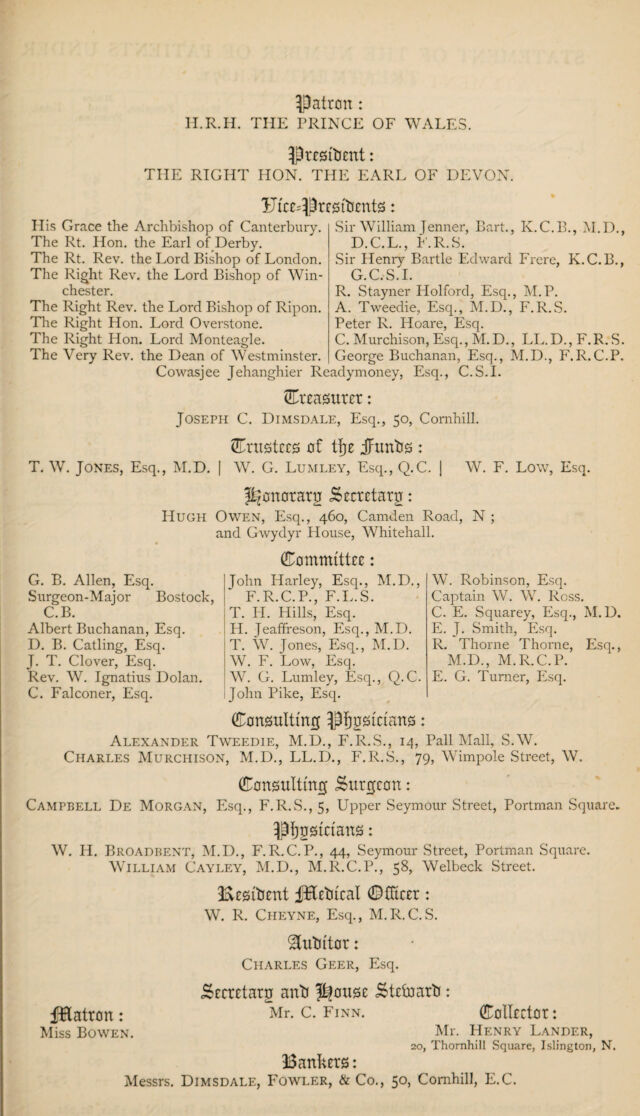 Patron :
H.R.H. THE PRINCE OF WALES.
President :
THE RIGHT HON. THE EARL OF DEVON.
Vice-Presidents :
His Grace the Archbishop of Canterbury.
The Rt. Hon. the Earl of Derby.
The Rt. Rev. the Lord Bishop of London.
The Right Rev. the Lord Bishop of Win-
chester.
The Right Rev. the Lord Bishop of Ripon.
The Right Hon. Lord Overstone.
The Right Hon. Lord Monteagle.
The Very Rev. the Dean of Westminster.
Sir William Jenner, Bart., K.C.B., M.D.,
D.C.L., F.R.S.
Sir Henry Bartle Edward Frere, K.C.B.,
G.C.S.I.
R. Stayner Holford, Esq., M.P.
A. Tweedie, Esq., M.D., F.R.S.
Peter R. Hoare, Esq.
C. Murchison, Esq., M.D., LL.D., F.R.S.
George Buchanan, Esq., M.D., F.R.C.P.
Cowasjee Jehanghier Readymoney, Esq., C.S.I.
Treasurer :
JOSEPH C. DIMSDALE, Esq., 50, Cornhill.
Trustees of the Funds :
T. W. JONES, Esq., M.D. | W. G. LUMLEY, Esq., Q.C. | W. F. LOW, Esq.
Honorary Secretary :
HUGH OWEN, Esq., 460, Camden Road, N ;
and Gwydyr House, Whitehall.
Committee :
G. B. Allen, Esq.
Surgeon-Major Bostock,
C.B.
Albert Buchanan, Esq.
D. B. Catling, Esq.
J. T. Clover, Esq.
Rev. W. Ignatius Dolan.
C. Falconer, Esq.
John Harley, Esq., M.D.,
F.R.C.P., F.L.S.
T. H. Hills, Esq.
H. Jeaffreson, Esq., M.D.
T. W. Jones, Esq., M.D.
W. F. Low, Esq.
W. G. Lumley, Esq., Q.C.
John Pike, Esq.
W. Robinson, Esq.
Captain W. W. Ross.
C. E. Squarey, Esq., M.D.
E. J. Smith, Esq.
R. Thorne Thorne, Esq.,
M.D., M.R.C.P.
E. G. Turner, Esq.
Consulting Physicians :
ALEXANDER TWEEDIE, M.D., F.R.S., 14, Pall Mall, S.W.
CHARLES MURCHISON, M.D., LL.D., F.R.S., 79, Wimpole Street, W.
Consulting Surgeon :
CAMPBELL DE MORGAN, Esq., F.R.S., 5, Upper Seymour Street, Portman Square.
Physicians :
W. H. BROADBENT, M.D., F.R.C.P., 44, Seymour Street, Portman Square.
WILLIAM CAYLEY, M.D., M.R.C.P., 58, Welbeck Street.
Resident Medical Officer :
W. R. CHEYNE, Esq., M.R.C.S.
Auditor :
CHARLES GEER, Esq.
Secretary and House Steward :
Mr. C. FINN.
Matron :
Miss BOWEN.
Collector :
Mr. HENRY LANDER,
20, Thornhill Square, Islington, N.
Bankers :
Messrs. DIMSDALE, FOWLER, & Co., 50, Cornhill, E.C.